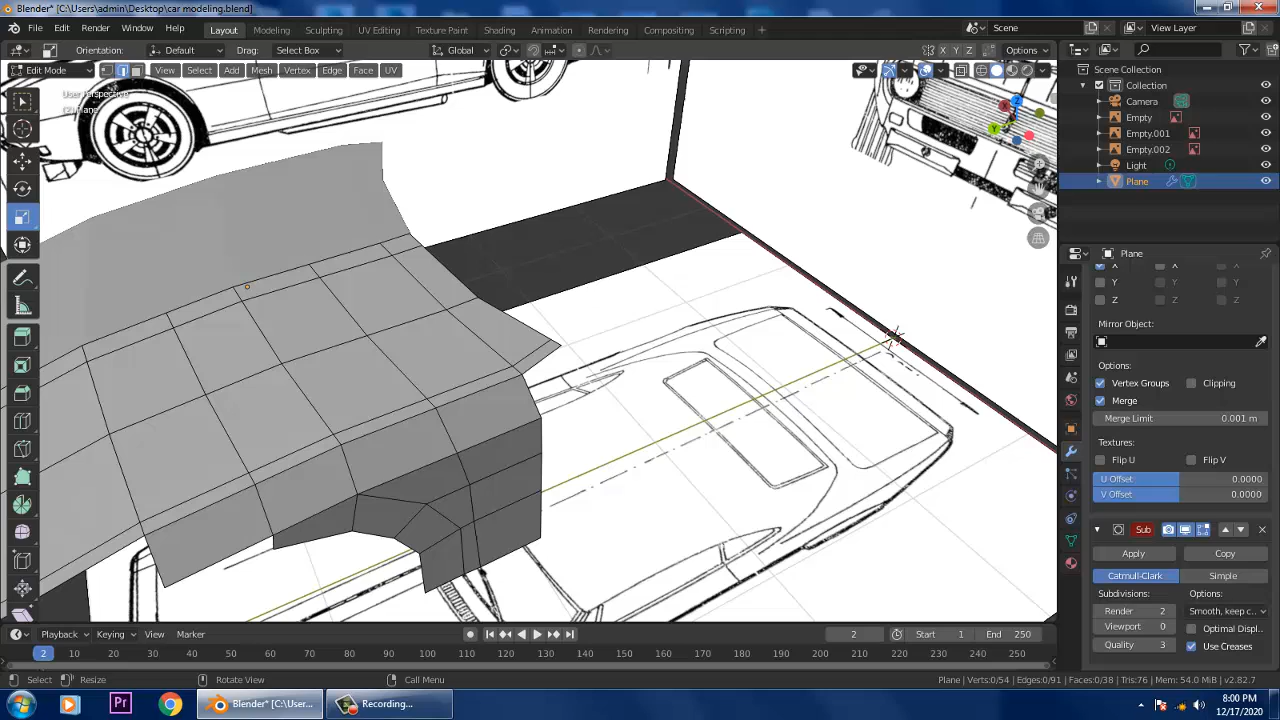 Blender* [C:\Users\admin\Desktop\car modeling.blend]
File Edit Render Window Help Layout Modeling Sculpting UV Editing Texture Paint Shading Animation Rendering Compositing Scripting Scene View Layer
Orientation: Default Drag: Select Box Global X Y Z Options
Edit Mode View Select Add Mesh Vertex Edge Face UV
User Perspective
(2) Plane
Scene Collection
Collection
Camera
Empty
Empty.001
Empty.002
Light
Plane
Plane
X X X
Y Y Y
Z Z Z
Mirror Object:
Options:
Vertex Groups Clipping
Merge
Merge Limit 0.001 m
Textures:
Flip U Flip V
U Offset 0.0000
V Offset 0.0000
Sub
Apply Copy
Catmull-Clark Simple
Subdivisions: Options:
Render 2 Smooth, keep c..
Viewport 0 Optimal Displ..
Quality 3 Use Creases
Playback Keying View Marker 2 Start 1 End 250
2 10 20 30 40 50 60 70 80 90 100 110 120 130 140 150 160 170 180 190 200 210 220 230 240 250
Select Resize Rotate View Call Menu Plane | Verts:0/54 | Edges:0/91 | Faces:0/38 | Tris:76 | Mem: 54.0 MiB | v2.82.7
Pr Blender* [C:\User... Recording...
8:00 PM
12/17/2020